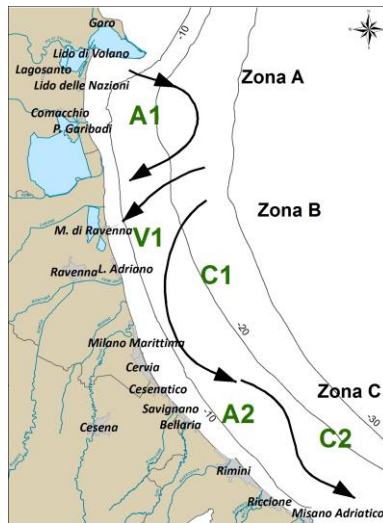 Goro
-10
Lido di Volano
Lagosanto
Zona A
Lido delle Nazioni
Comacchio
A1
P. Garibadi
Zona B
M. di Ravenna
V1
Ravenna
L. Adriano
C1
-20
Milano Marittima
Cervia
Zona C
Cesenatico
-10
A2
-30
Savignano
Cesena
Bellaria
C2
Rimini
Riccione
Misano Adriatico